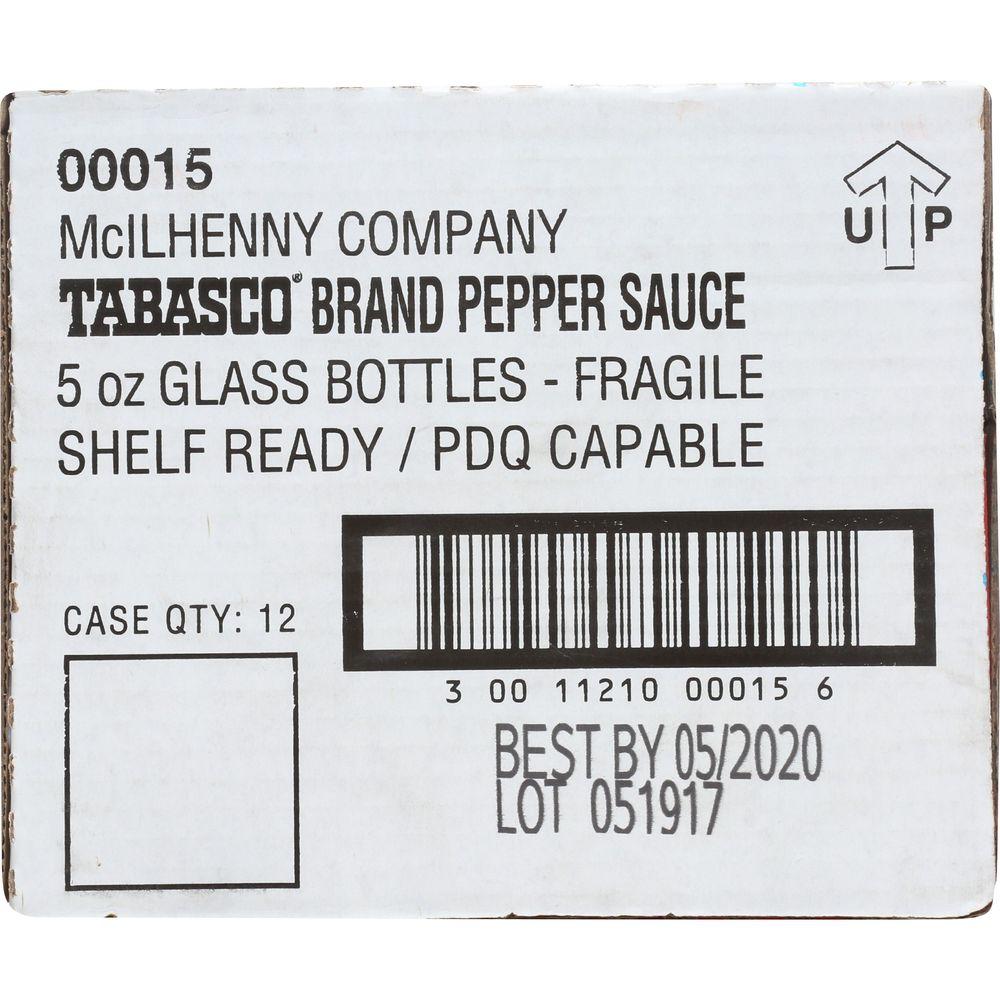 00015
McILHENNY COMPANY
TABASCO® BRAND PEPPER SAUCE
5 oz GLASS BOTTLES - FRAGILE
SHELF READY / PDQ CAPABLE
UP
CASE QTY: 12
3 00 11210 00015 6
BEST BY 05/2020
LOT 051917